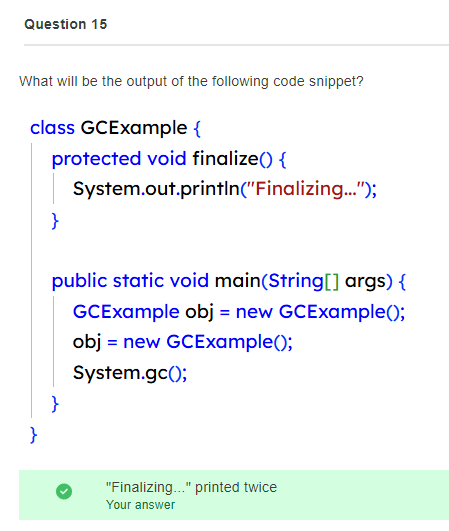 Question 15
What will be the output of the following code snippet?
class GCExample {
protected void finalize() {
System.out.println("Finalizing...");
}
public static void main(String[] args) {
GCExample obj = new GCExample();
obj = new GCExample();
System.gc();
}
}
"Finalizing..." printed twice
Your answer